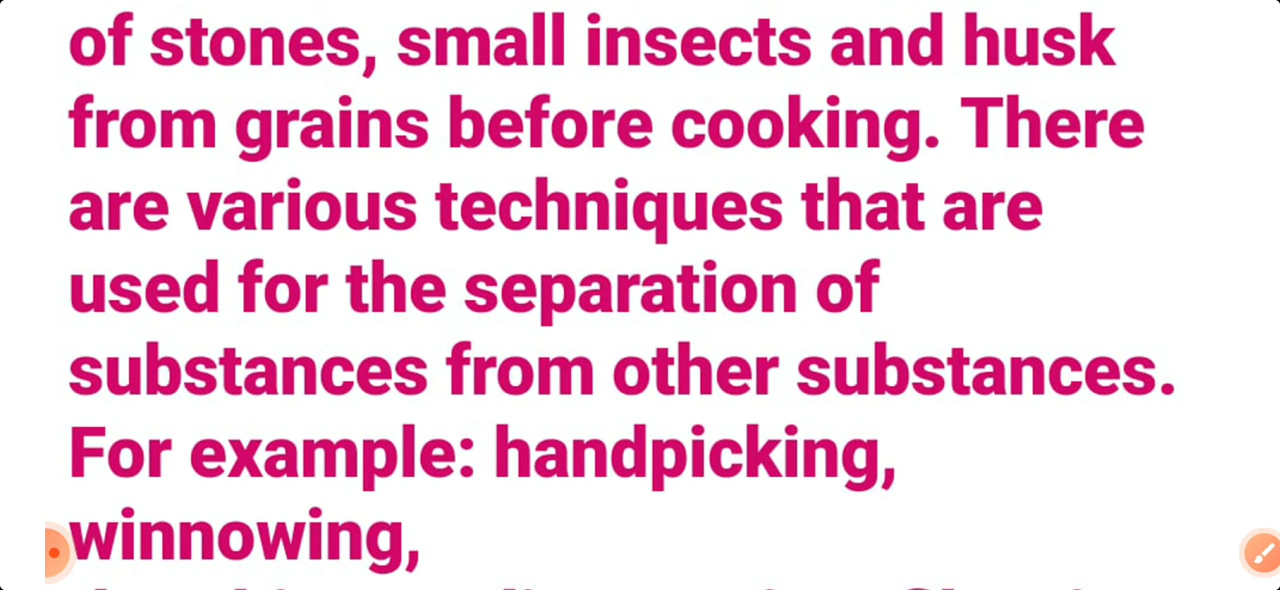 of stones, small insects and husk
from grains before cooking. There
are various techniques that are
used for the separation of
substances from other substances.
For example: handpicking,
winnowing,